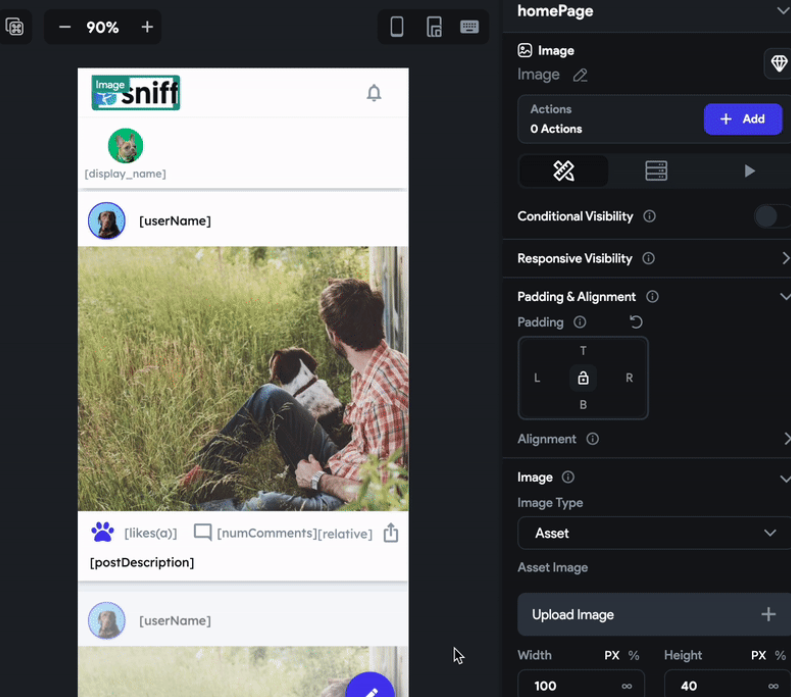 90%
Image
sniff
[display_name]
[userName]
[likes(a)] [numComments] [relative]
[postDescription]
[userName]
homePage
Image
Image
Actions
0 Actions
+ Add
Conditional Visibility
Responsive Visibility
Padding & Alignment
Padding
T
L R
B
Alignment
Image
Image Type
Asset
Asset Image
Upload Image
Width PX % Height PX %
100 ∞ 40 ∞